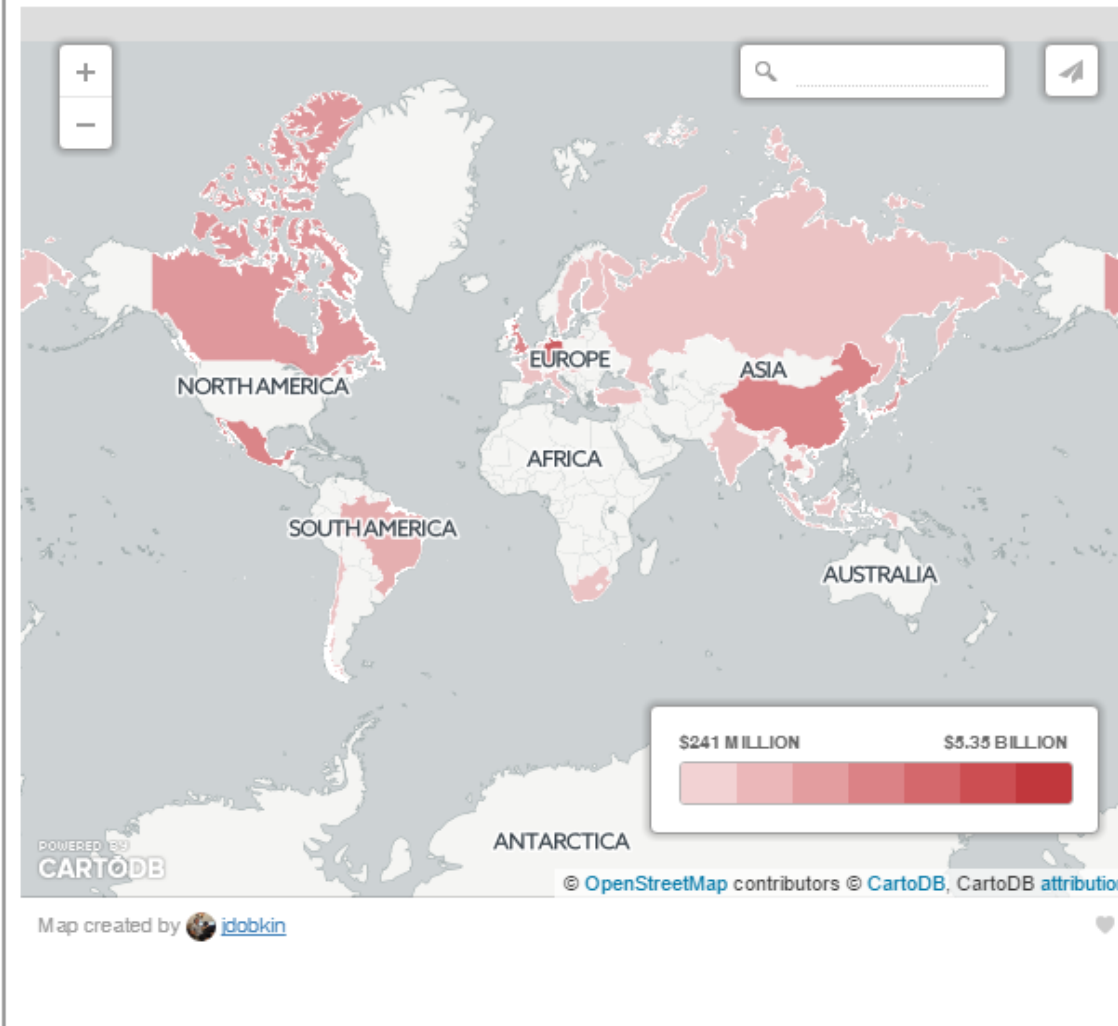 +
−
EUROPE
ASIA
NORTH AMERICA
AFRICA
SOUTH AMERICA
AUSTRALIA
$241 MILLION $5.35 BILLION
ANTARCTICA
POWERED BY
CARTODB
© OpenStreetMap contributors © CartoDB, CartoDB attributio
Map created by jdobkin